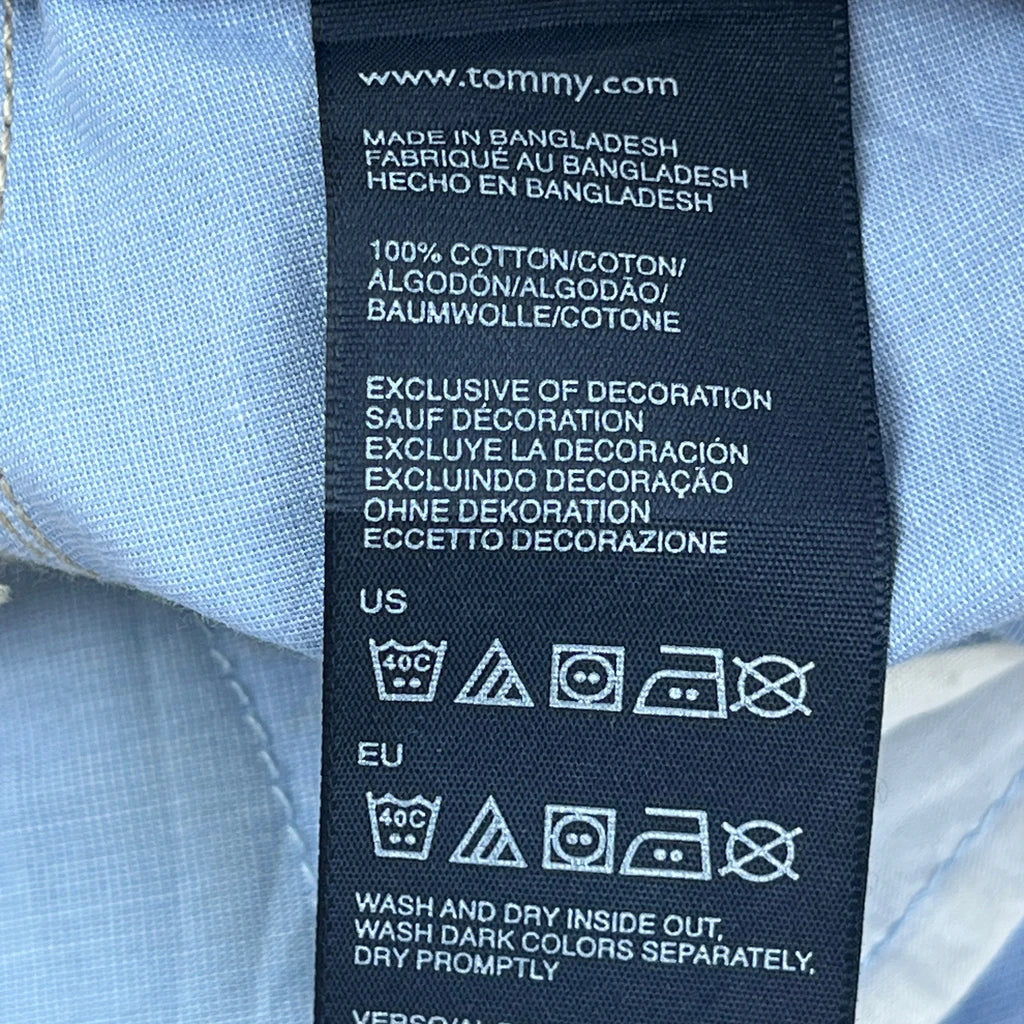 www.tommy.com
MADE IN BANGLADESH
FABRIQUÉ AU BANGLADESH
HECHO EN BANGLADESH
100% COTTON/COTON/
ALGODÓN/ALGODÃO/
BAUMWOLLE/COTONE
EXCLUSIVE OF DECORATION
SAUF DÉCORATION
EXCLUYE LA DECORACIÓN
EXCLUINDO DECORAÇÃO
OHNE DEKORATION
ECCETTO DECORAZIONE
US
40C
EU
40C
WASH AND DRY INSIDE OUT,
WASH DARK COLORS SEPARATELY,
DRY PROMPTLY